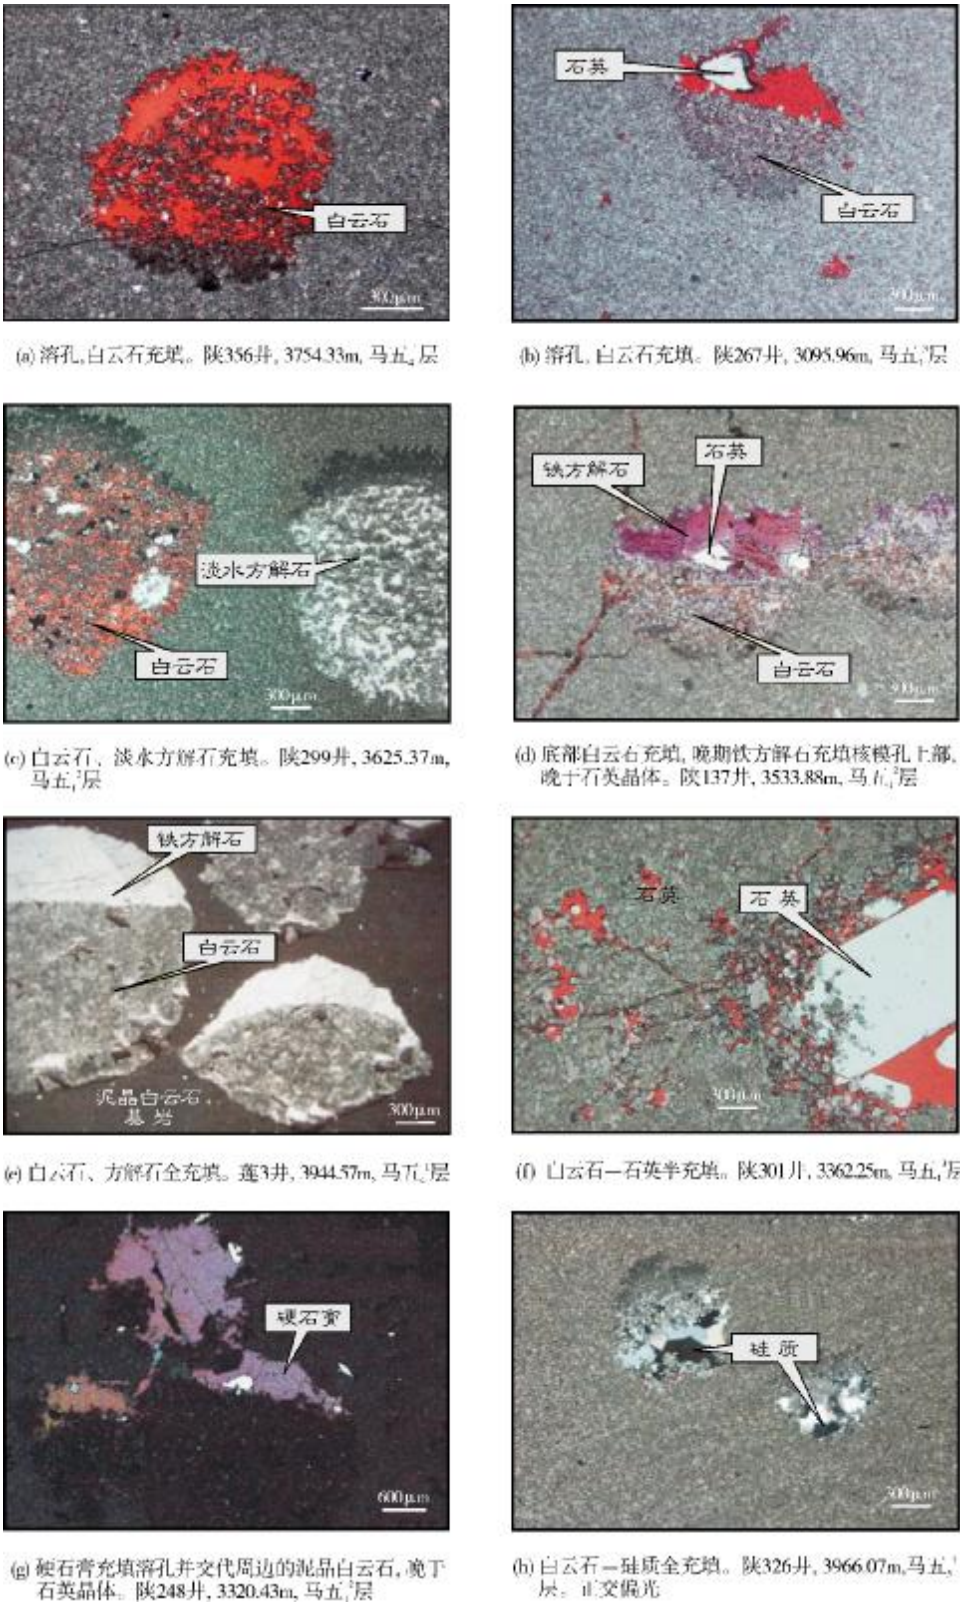 白云石
300μm
(a) 溶孔,白云石充填。陕356井, 3754.33m, 马五 层
石英
白云石
300μm
(b) 溶孔, 白云石充填。陕267井, 3095.96m, 马五 层
淡水方解石
白云石
300μm
(c) 白云石、淡水方解石充填。陕299井, 3625.37m,
马五₁²层
铁方解石
石英
白云石
300μm
(d) 底部白云石充填, 晚期铁方解石充填核模孔上部,
晚于石英晶体。陕137井, 3533.88m, 马五₁²层
铁方解石
白云石
泥晶白云石
基岩
300μm
(e) 白云石、方解石全充填。莲3井, 3944.57m, 马五 层
石英
石英
300μm
(f) 白云石—石英半充填。陕301井, 3362.25m, 马五 层
硬石膏
600μm
(g) 硬石膏充填溶孔并交代周边的泥晶白云石, 晚于
石英晶体。陕248井, 3320.43m, 马五 层
硅质
300μm
(h) 白云石—硅质全充填。陕326井, 3966.07m,马五
层。正交偏光